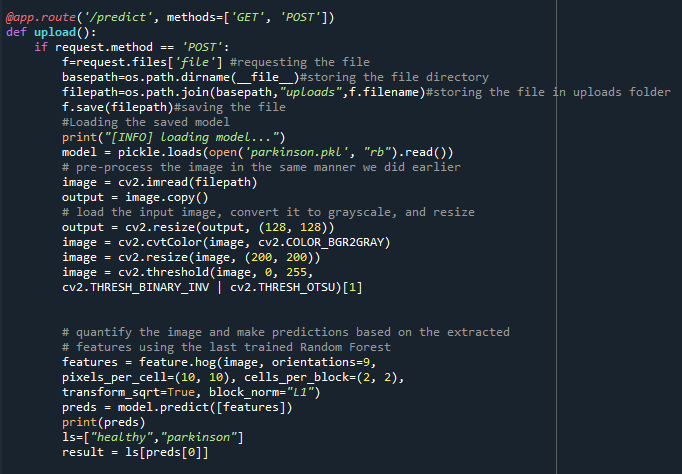 @app.route('/predict', methods=['GET', 'POST'])
def upload():
    if request.method == 'POST':
        f=request.files['file'] #requesting the file
        basepath=os.path.dirname(__file__)#storing the file directory
        filepath=os.path.join(basepath,"uploads",f.filename)#storing the file in uploads folder
        f.save(filepath)#saving the file
        #Loading the saved model
        print("[INFO] loading model...")
        model = pickle.loads(open('parkinson.pkl', "rb").read())
        # pre-process the image in the same manner we did earlier
        image = cv2.imread(filepath)
        output = image.copy()
        # load the input image, convert it to grayscale, and resize
        output = cv2.resize(output, (128, 128))
        image = cv2.cvtColor(image, cv2.COLOR_BGR2GRAY)
        image = cv2.resize(image, (200, 200))
        image = cv2.threshold(image, 0, 255,
        cv2.THRESH_BINARY_INV | cv2.THRESH_OTSU)[1]
        # quantify the image and make predictions based on the extracted
        # features using the last trained Random Forest
        features = feature.hog(image, orientations=9,
        pixels_per_cell=(10, 10), cells_per_block=(2, 2),
        transform_sqrt=True, block_norm="L1")
        preds = model.predict([features])
        print(preds)
        ls=["healthy","parkinson"]
        result = ls[preds[0]]